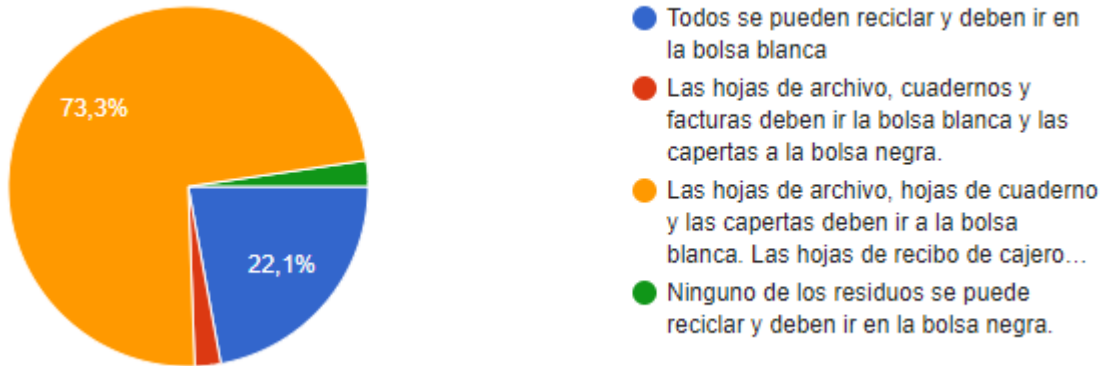 73,3%
22,1%
Todos se pueden reciclar y deben ir en
la bolsa blanca
Las hojas de archivo, cuadernos y
facturas deben ir la bolsa blanca y las
capertas a la bolsa negra.
Las hojas de archivo, hojas de cuaderno
y las capertas deben ir a la bolsa
blanca. Las hojas de recibo de cajero…
Ninguno de los residuos se puede
reciclar y deben ir en la bolsa negra.